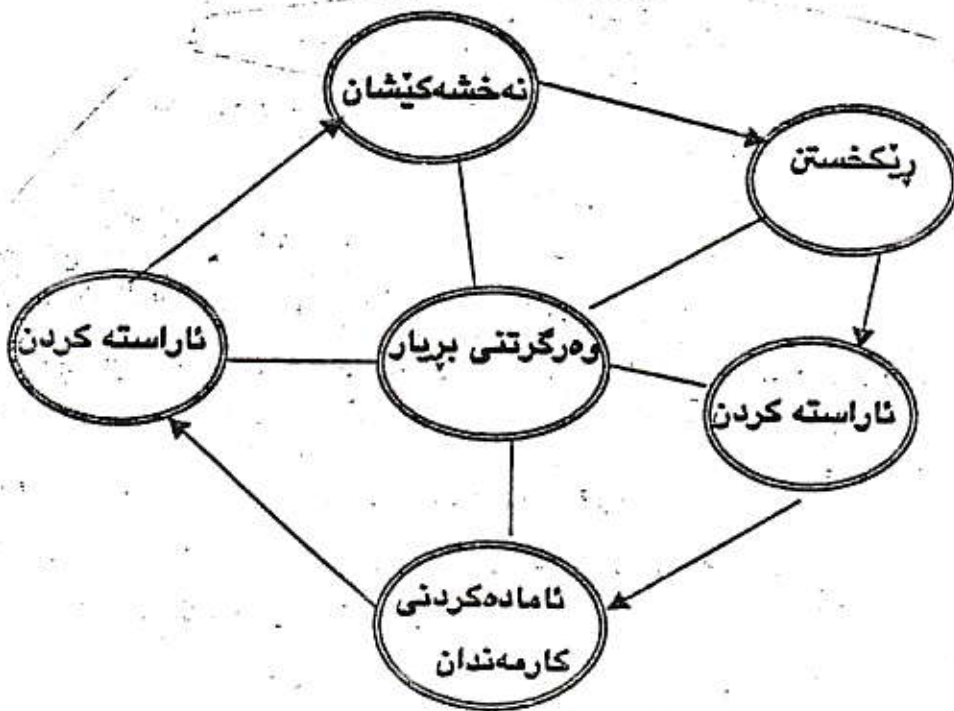 نەخشەکێشان
ڕێکخستن
ئاراستە کردن
وەرگرتنی بڕیار
ئاراستە کردن
ئامادەکردنی
کارمەندان